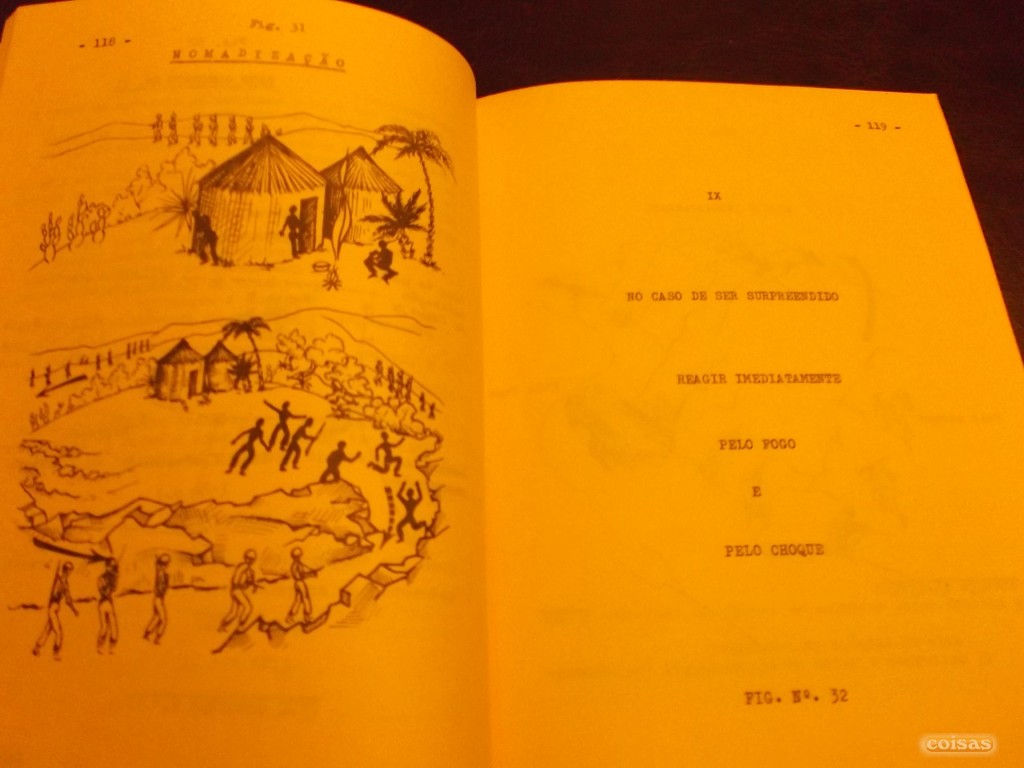 Fig. 31
- 118 -
NOMADIZAÇÃO
- 119 -
IX
NO CASO DE SER SURPREENDIDO
REAGIR IMEDIATAMENTE
PELO FOGO
E
PELO CHOQUE
FIG. Nº. 32
coisas